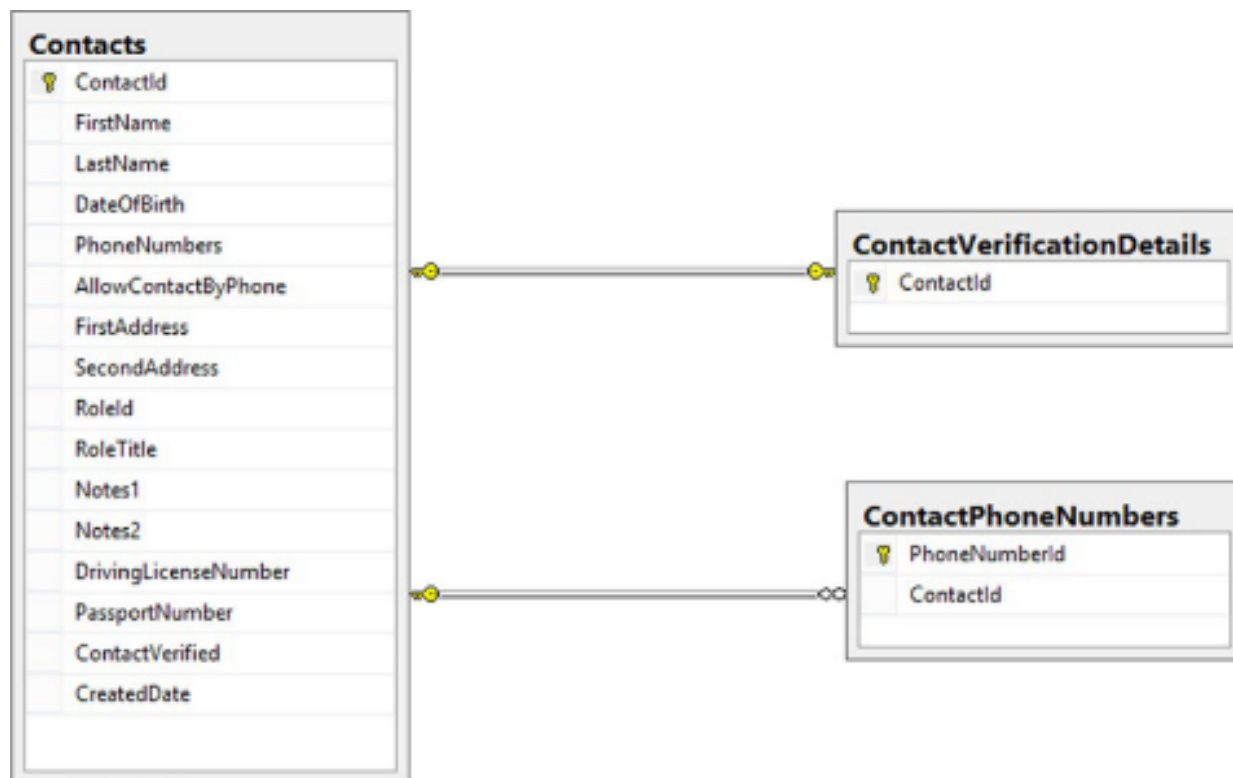 Contacts
ContactId
FirstName
LastName
DateOfBirth
PhoneNumbers
AllowContactByPhone
FirstAddress
SecondAddress
RoleId
RoleTitle
Notes1
Notes2
DrivingLicenseNumber
PassportNumber
ContactVerified
CreatedDate
ContactVerificationDetails
ContactId
ContactPhoneNumbers
PhoneNumberId
ContactId